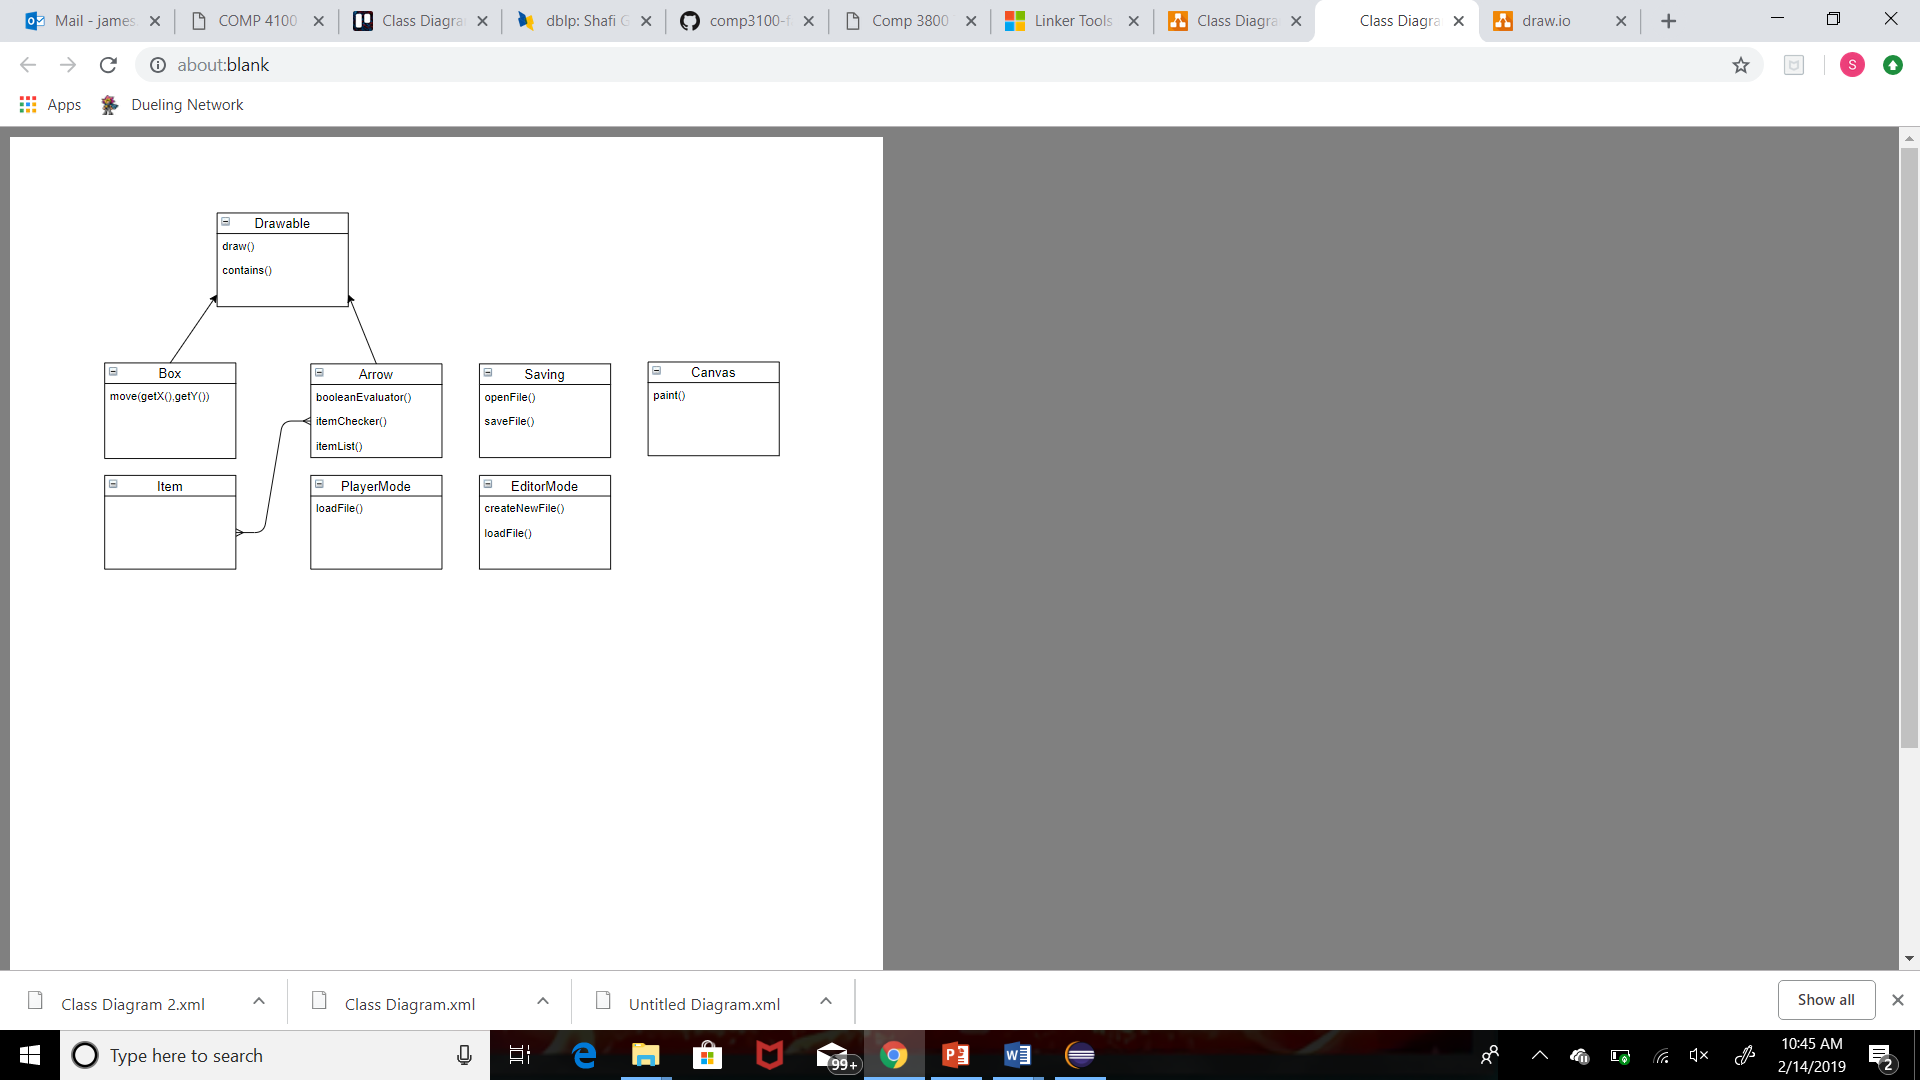 Mail - james
COMP 4100
Class Diagra
dblp: Shafi G
comp3100-f
Comp 3800
Linker Tools
Class Diagra
Class Diagra
draw.io
about:blank
S
Apps
Dueling Network
Drawable
draw()
contains()
Box
move(getX(),getY())
Arrow
booleanEvaluator()
itemChecker()
itemList()
Saving
openFile()
saveFile()
Canvas
paint()
Item
PlayerMode
loadFile()
EditorMode
createNewFile()
loadFile()
Class Diagram 2.xml
Class Diagram.xml
Untitled Diagram.xml
Show all
Type here to search
99+
10:45 AM
2/14/2019
2